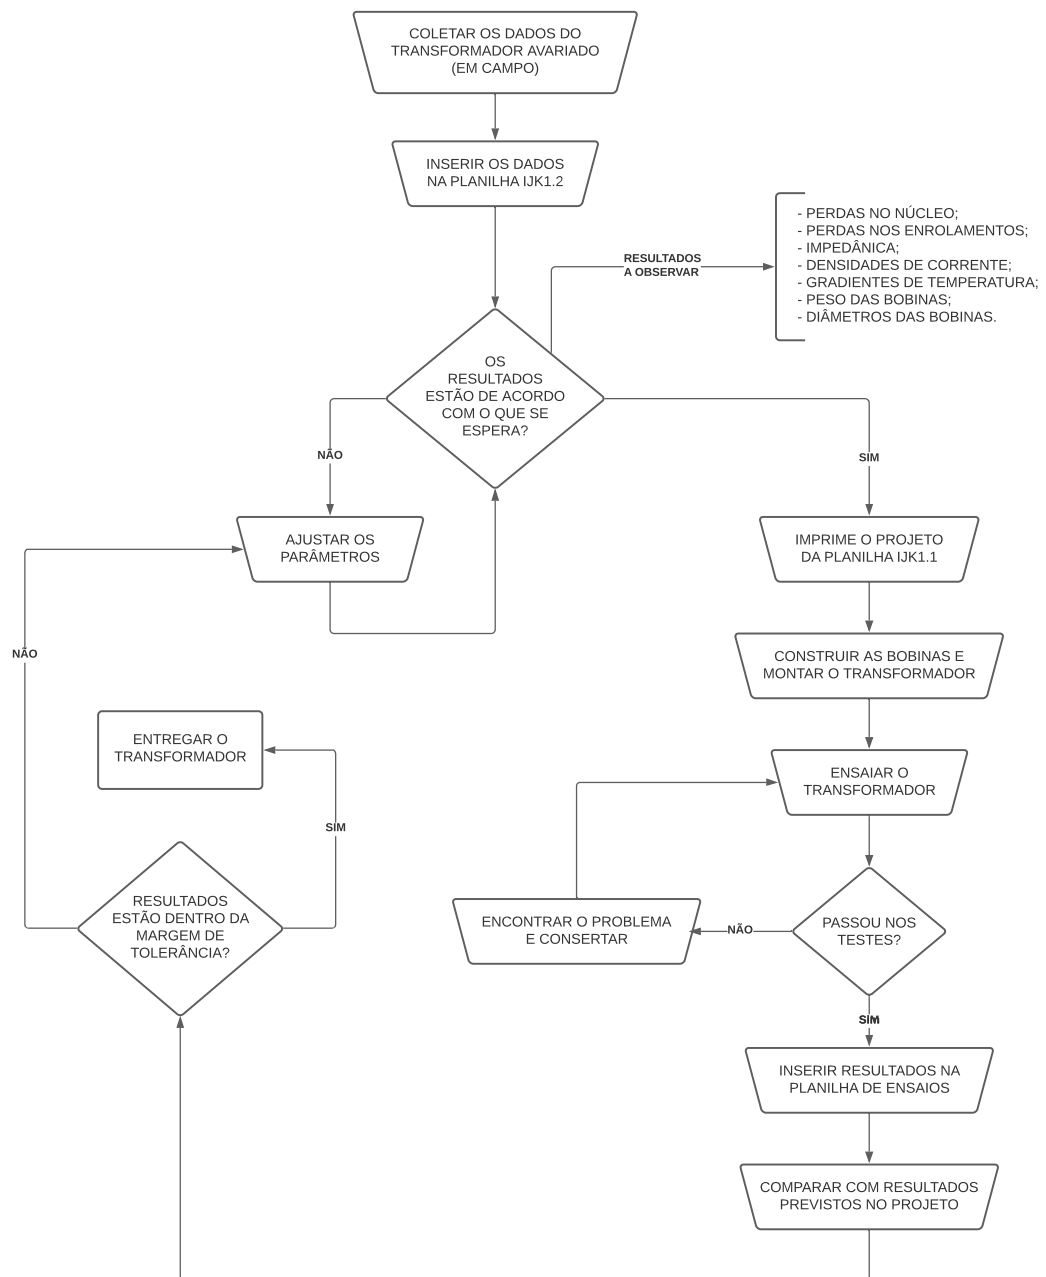 COLETAR OS DADOS DO
TRANSFORMADOR AVARIADO
(EM CAMPO)
INSERIR OS DADOS
NA PLANILHA IJK1.2
RESULTADOS
A OBSERVAR
- PERDAS NO NÚCLEO;
- PERDAS NOS ENROLAMENTOS;
- IMPEDÂNICA;
- DENSIDADES DE CORRENTE;
- GRADIENTES DE TEMPERATURA;
- PESO DAS BOBINAS;
- DIÂMETROS DAS BOBINAS.
OS
RESULTADOS
ESTÃO DE ACORDO
COM O QUE SE
ESPERA?
NÃO
SIM
AJUSTAR OS
PARÂMETROS
IMPRIME O PROJETO
DA PLANILHA IJK1.1
NÃO
CONSTRUIR AS BOBINAS E
MONTAR O TRANSFORMADOR
ENTREGAR O
TRANSFORMADOR
ENSAIAR O
TRANSFORMADOR
SIM
RESULTADOS
ESTÃO DENTRO DA
MARGEM DE
TOLERÂNCIA?
ENCONTRAR O PROBLEMA
E CONSERTAR
NÃO
PASSOU NOS
TESTES?
SIM
INSERIR RESULTADOS NA
PLANILHA DE ENSAIOS
COMPARAR COM RESULTADOS
PREVISTOS NO PROJETO